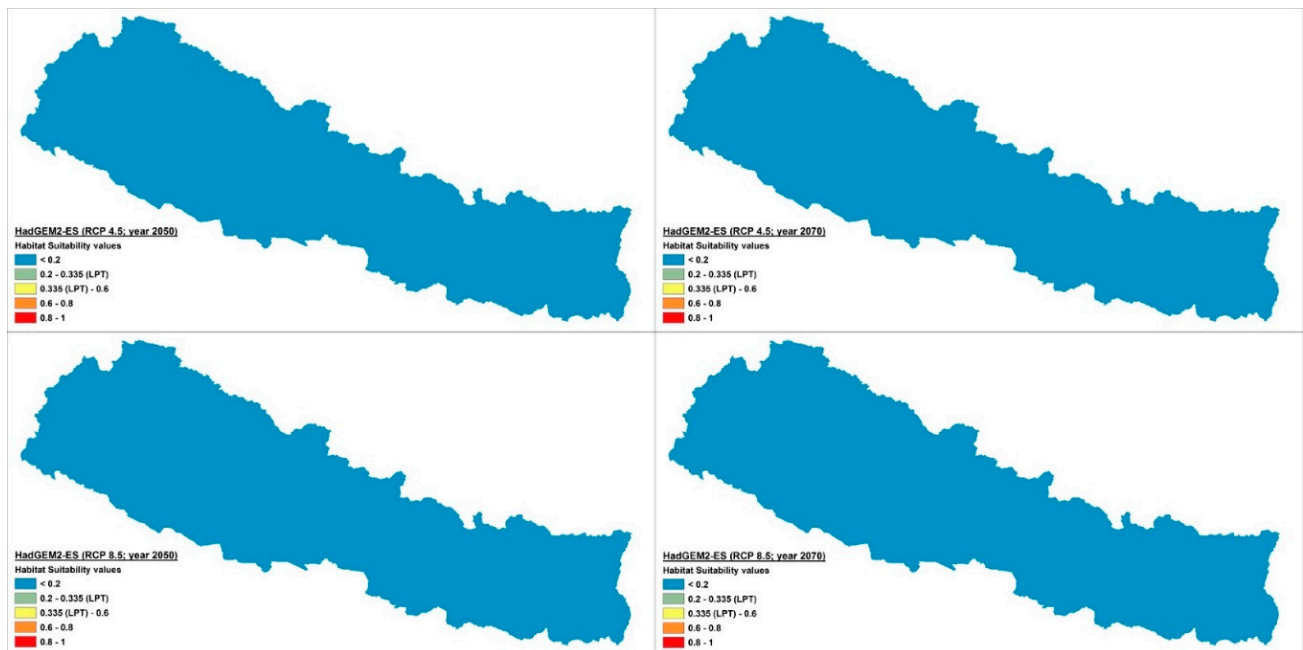 HadGEM2-ES (RCP 4.5; year 2050)
Habitat Suitability values
< 0.2
0.2 - 0.335 (LPT)
0.335 (LPT) - 0.6
0.6 - 0.8
0.8 - 1
HadGEM2-ES (RCP 4.5; year 2070)
Habitat Suitability values
< 0.2
0.2 - 0.335 (LPT)
0.335 (LPT) - 0.6
0.6 - 0.8
0.8 - 1
HadGEM2-ES (RCP 8.5; year 2050)
Habitat Suitability values
< 0.2
0.2 - 0.335 (LPT)
0.335 (LPT) - 0.6
0.6 - 0.8
0.8 - 1
HadGEM2-ES (RCP 8.5; year 2070)
Habitat Suitability values
< 0.2
0.2 - 0.335 (LPT)
0.335 (LPT) - 0.6
0.6 - 0.8
0.8 - 1